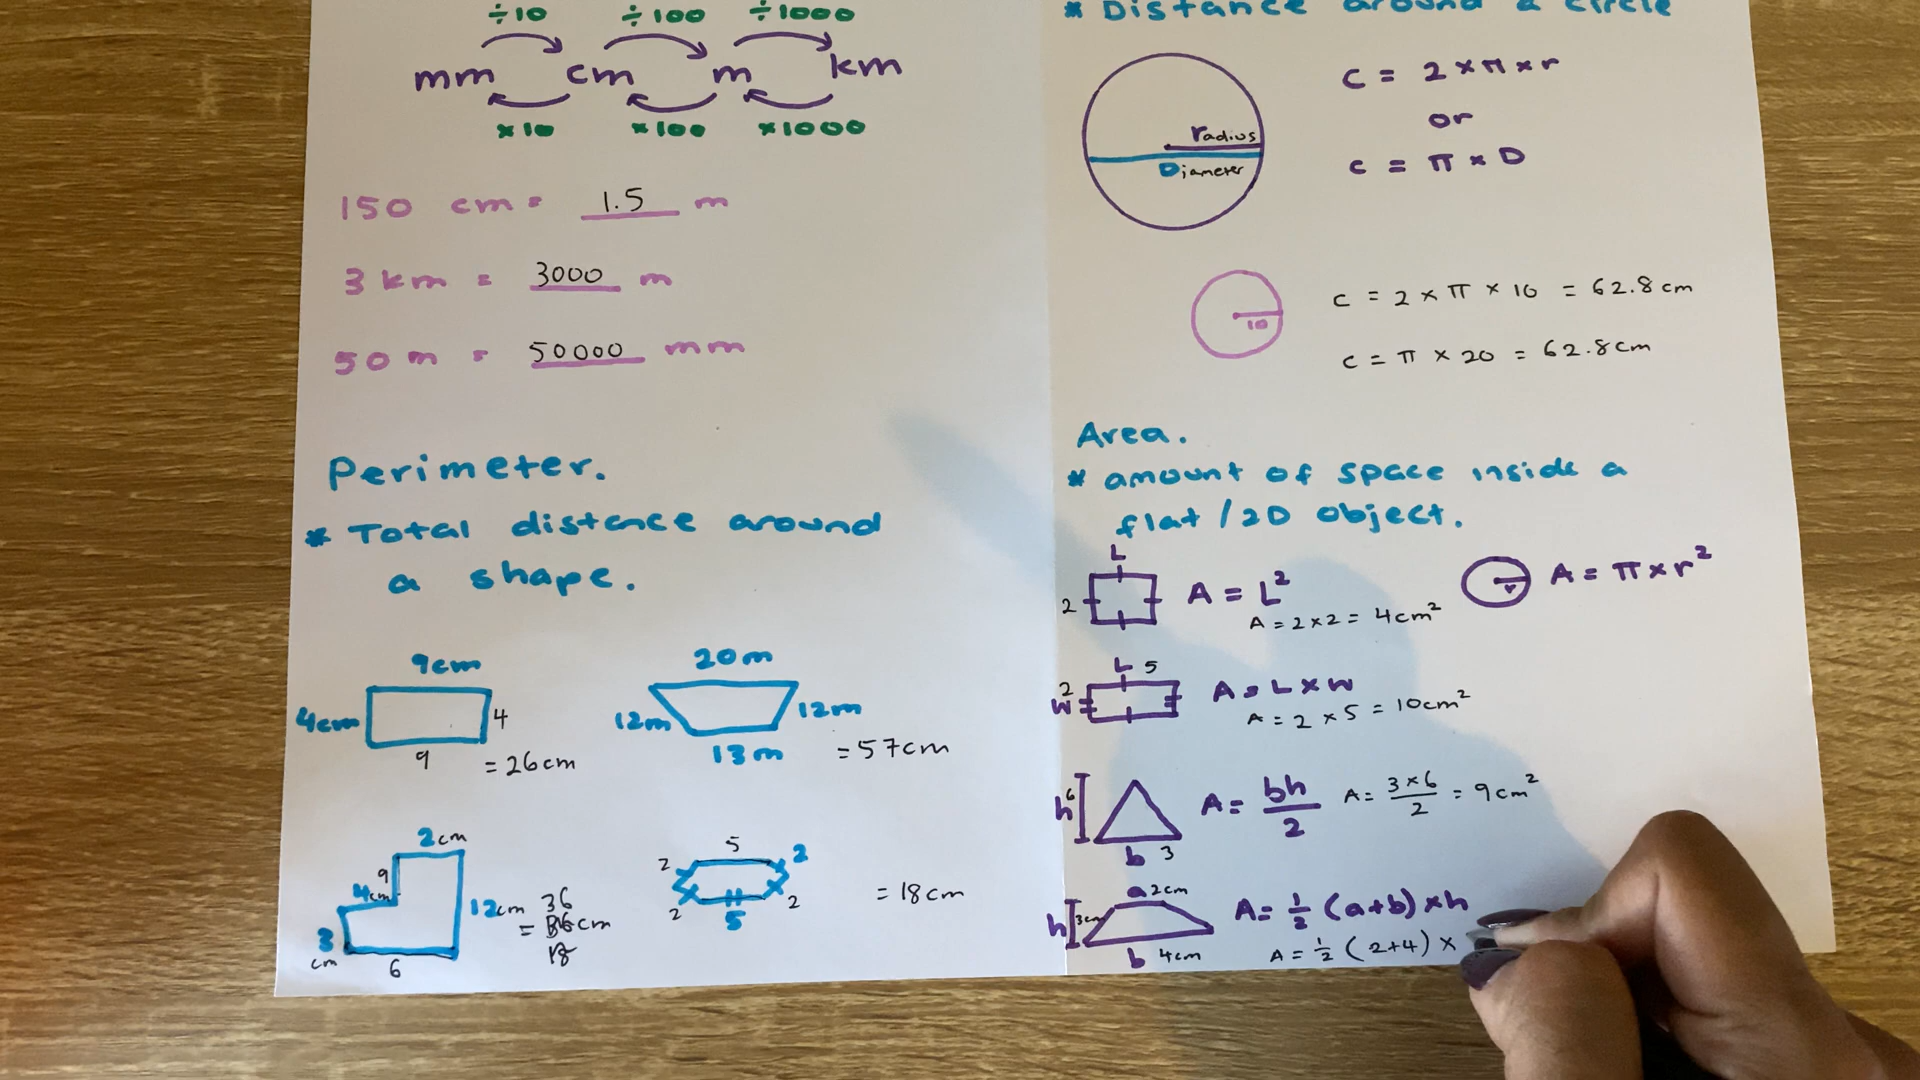 ÷10 ÷100 ÷1000
mm cm m km
×10 ×100 ×1000
150 cm = 1.5 m
3 km = 3000 m
50 m = 50000 mm
Perimeter.
* Total distance around
a shape.
9cm
4cm 4
9 = 26cm
20m
12m 12m
13m = 57cm
2cm
9
4cm
12cm 36
3 = cm
cm 6 18
5
2 2
2 2
5
= 18cm
* Distance around a circle
radius
Diameter
C = 2 × π × r
or
C = π × D
10
C = 2 × π × 10 = 62.8cm
C = π × 20 = 62.8cm
Area.
* amount of space inside a
flat / 2D object.
L
2 A = L²
A = 2×2 = 4cm²
r A = π×r²
L 5
2
W A = L×W
A = 2 × 5 = 10cm²
h 6 A = bh/2 A = 3×6/2 = 9cm²
b 3
a 2cm
h 3cm A = ½ (a+b) ×h
b 4cm A = ½ (2+4) ×